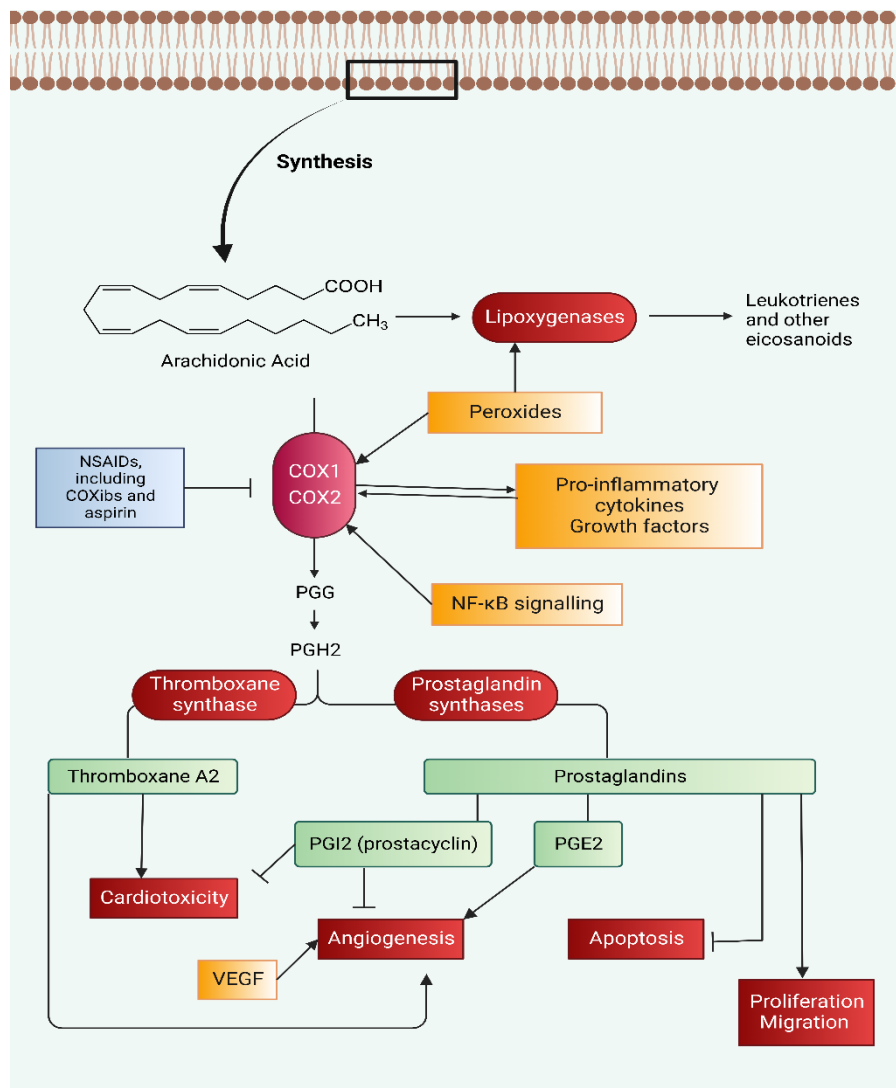 Synthesis
COOH
CH3
Arachidonic Acid
Lipoxygenases
Leukotrienes
and other
eicosanoids
Peroxides
NSAIDs,
including
COXibs and
aspirin
COX1
COX2
Pro-inflammatory
cytokines
Growth factors
PGG
NF-κB signalling
PGH2
Thromboxane
synthase
Prostaglandin
synthases
Thromboxane A2
Prostaglandins
PGI2 (prostacyclin)
PGE2
Cardiotoxicity
Angiogenesis
Apoptosis
VEGF
Proliferation
Migration